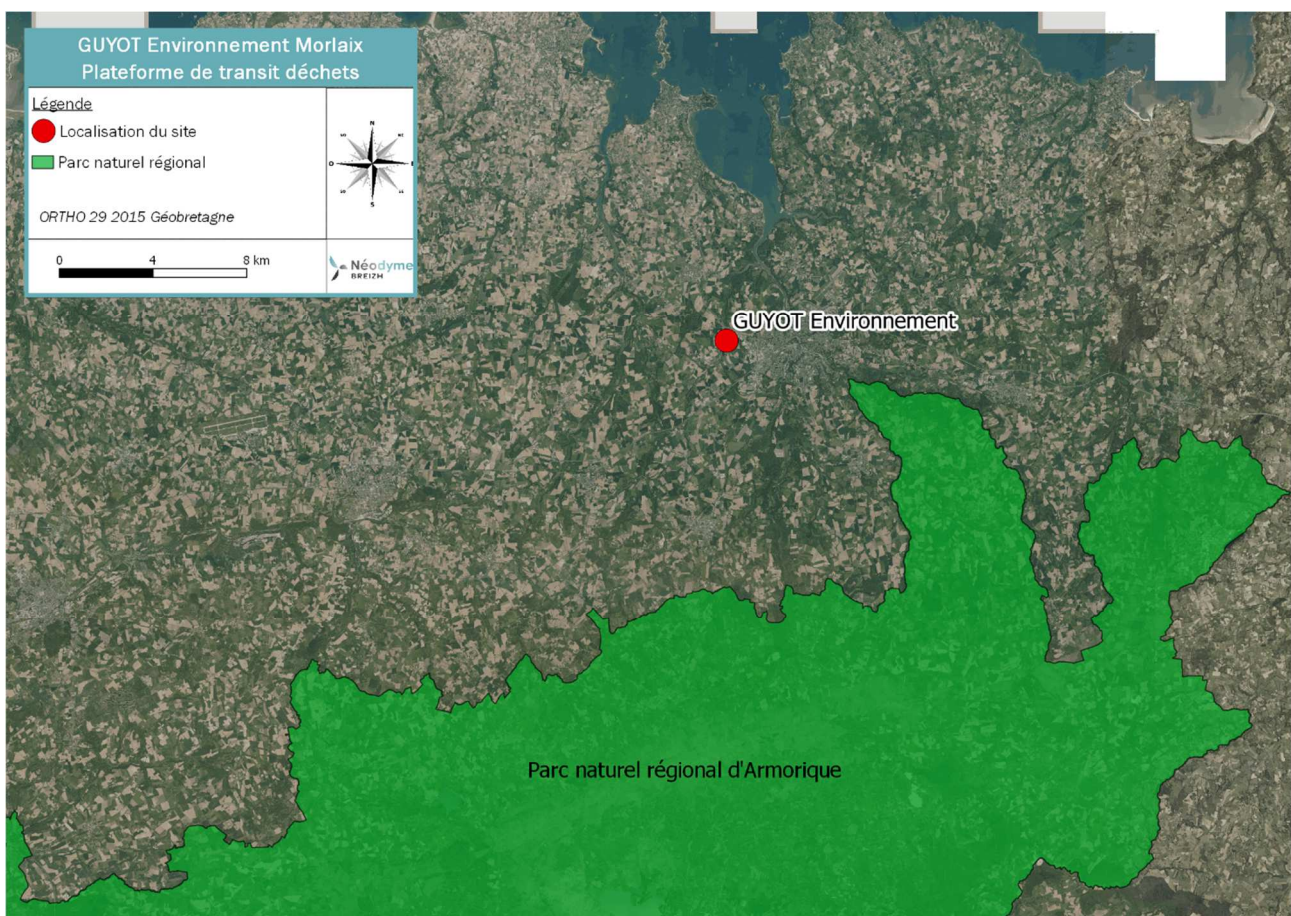 GUYOT Environnement Morlaix
Plateforme de transit déchets
Légende
Localisation du site
Parc naturel régional
ORTHO 29 2015 Géobretagne
0 4 8 km
N
O
S
Néodyme
BREIZH
GUYOT Environnement
Parc naturel régional d'Armorique